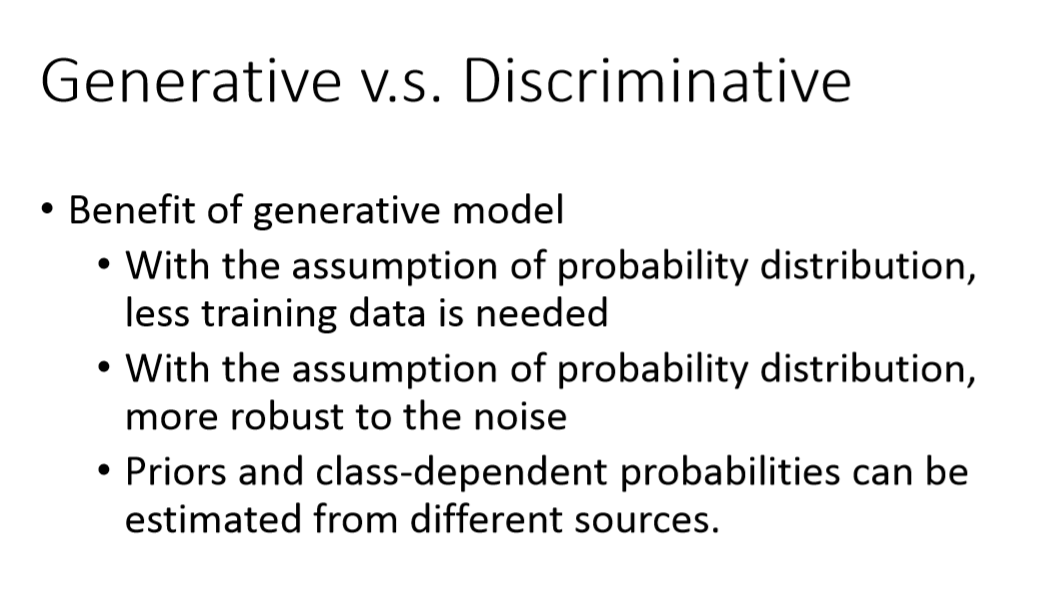 Generative v.s. Discriminative
• Benefit of generative model
• With the assumption of probability distribution,
less training data is needed
• With the assumption of probability distribution,
more robust to the noise
• Priors and class-dependent probabilities can be
estimated from different sources.